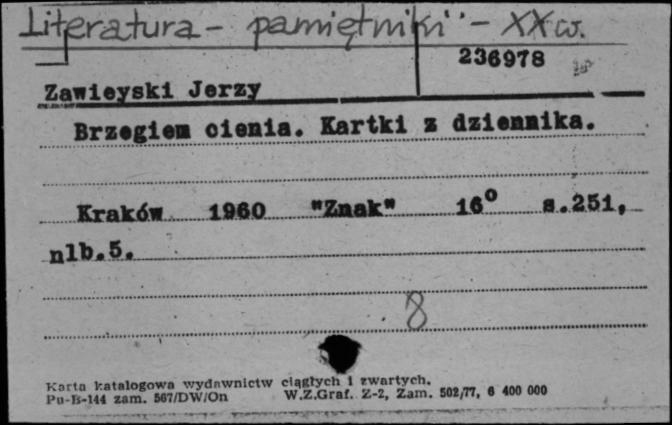 Literatura - pamiętniki - XX w.
236978
Zawieyski Jerzy
Brzegiem cienia. Kartki z dziennika.
Kraków 1960 "Znak" 16° s.251,
nlb.5.
8
Karta katalogowa wydawnictw ciągłych i zwartych.
Pu-B-144 zam. 567/DW/On W.Z.Graf. Z-2, Zam. 502/77, 6 400 000